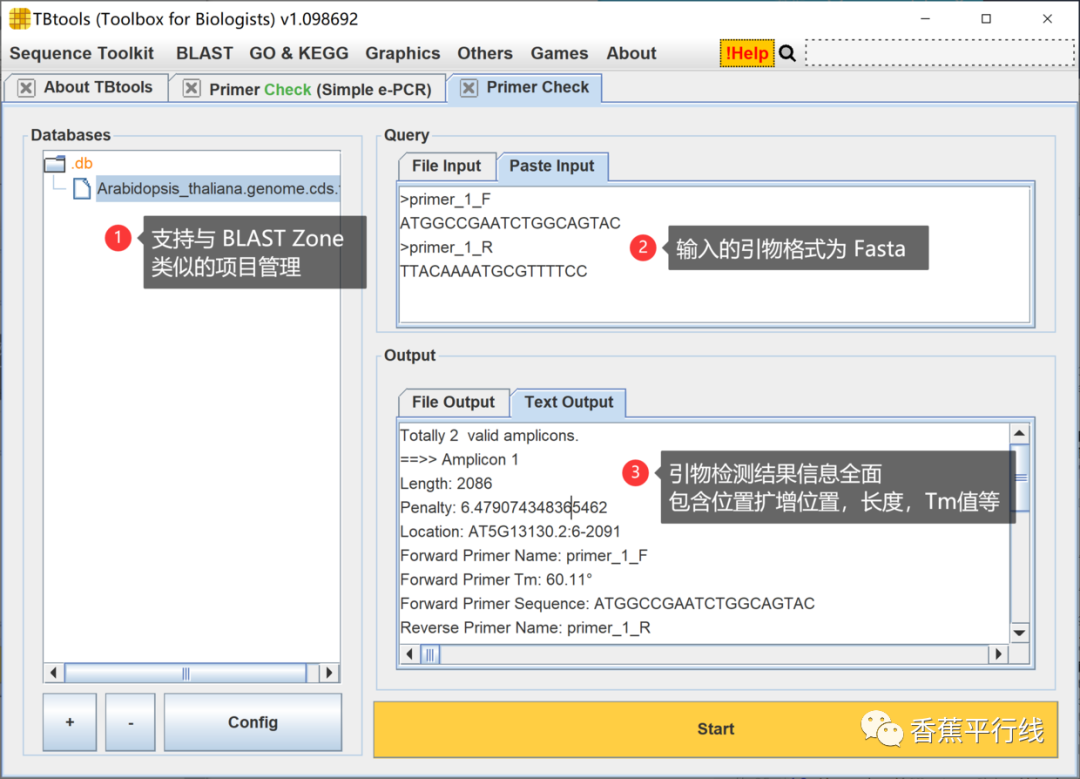 TBtools (Toolbox for Biologists) v1.098692
Sequence Toolkit BLAST GO & KEGG Graphics Others Games About !Help
About TBtools Primer Check (Simple e-PCR) Primer Check
Databases
.db
Arabidopsis_thaliana.genome.cds.
1 支持与 BLAST Zone
类似的项目管理
+ - Config
Query
File Input Paste Input
>primer_1_F
ATGGCCGAATCTGGCAGTAC
>primer_1_R
TTACAAAATGCGTTTTCC
2 输入的引物格式为 Fasta
Output
File Output Text Output
Totally 2 valid amplicons.
==>> Amplicon 1
Length: 2086
Penalty: 6.479074348365462
Location: AT5G13130.2:6-2091
Forward Primer Name: primer_1_F
Forward Primer Tm: 60.11°
Forward Primer Sequence: ATGGCCGAATCTGGCAGTAC
Reverse Primer Name: primer_1_R
3 引物检测结果信息全面
包含位置扩增位置，长度，Tm值等
Start
香蕉平行线